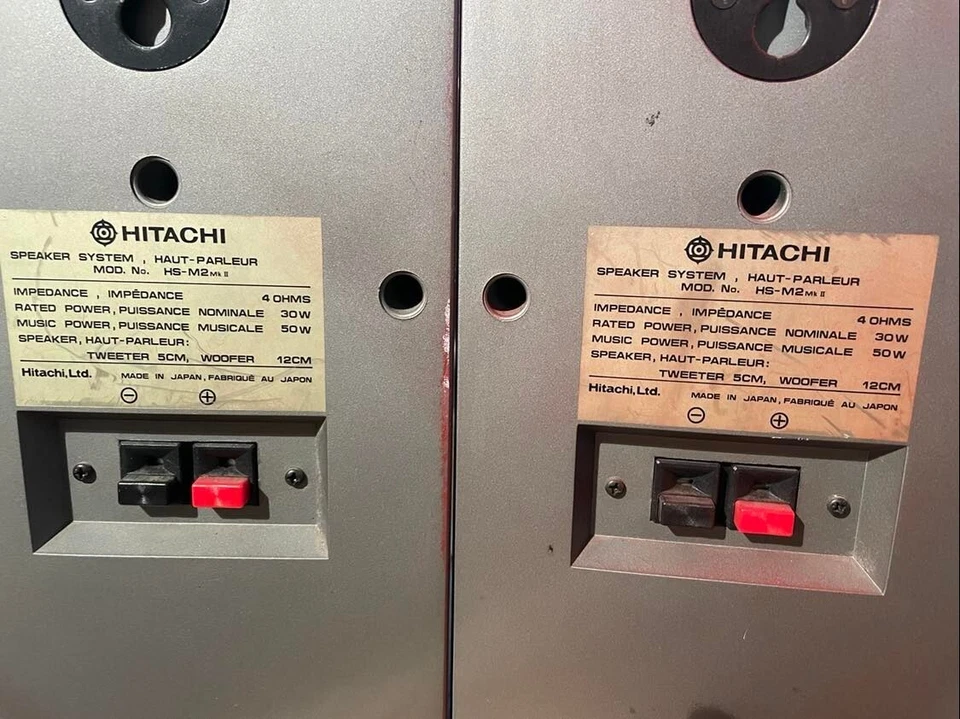 HITACHI
SPEAKER SYSTEM , HAUT-PARLEUR
MOD. No. HS-M2 Mk II
IMPEDANCE , IMPÉDANCE 4 OHMS
RATED POWER, PUISSANCE NOMINALE 30W
MUSIC POWER, PUISSANCE MUSICALE 50W
SPEAKER, HAUT-PARLEUR:
TWEETER 5CM, WOOFER 12CM
Hitachi, Ltd. MADE IN JAPAN, FABRIQUÉ AU JAPON
⊖ ⊕
HITACHI
SPEAKER SYSTEM , HAUT-PARLEUR
MOD. No. HS-M2 Mk II
IMPEDANCE , IMPÉDANCE 4 OHMS
RATED POWER, PUISSANCE NOMINALE 30W
MUSIC POWER, PUISSANCE MUSICALE 50W
SPEAKER, HAUT-PARLEUR:
TWEETER 5CM, WOOFER 12CM
Hitachi, Ltd. MADE IN JAPAN, FABRIQUÉ AU JAPON
⊖ ⊕